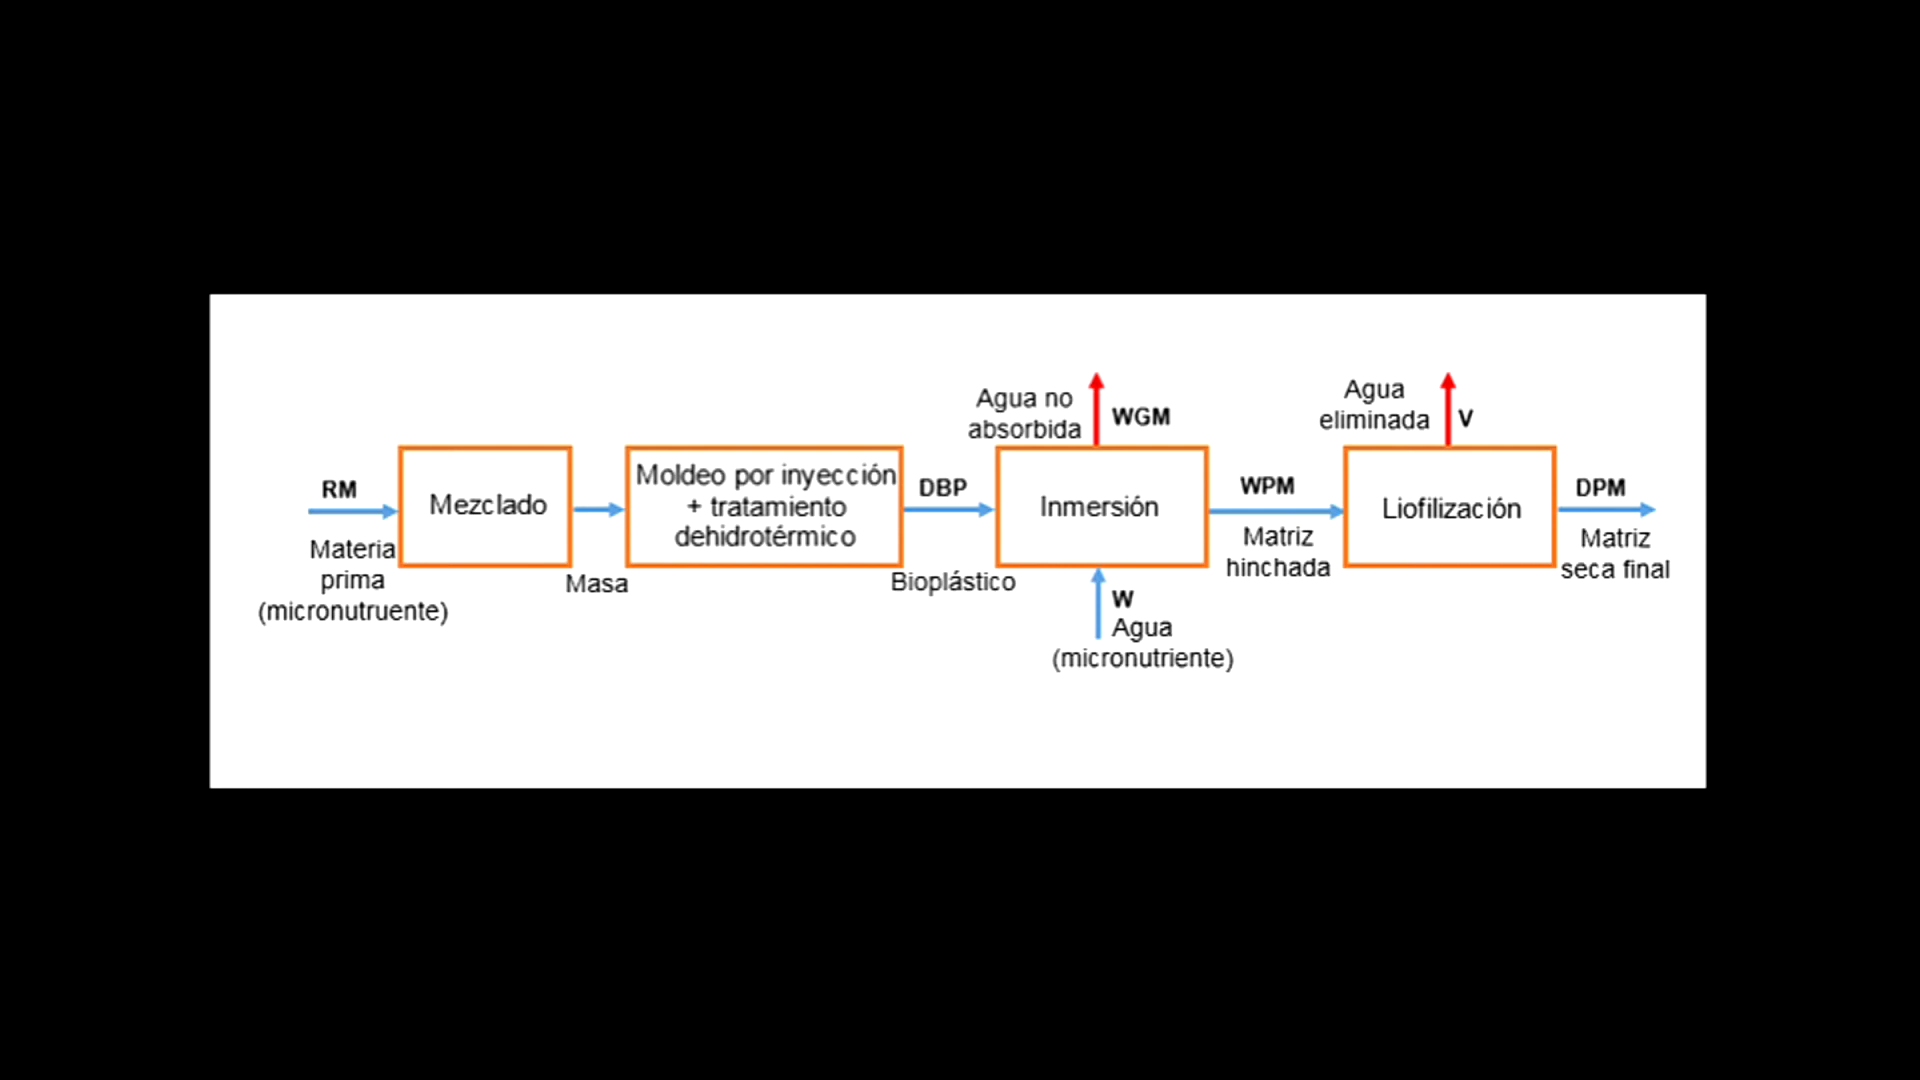 RM
Materia
prima
(micronutruente)
Mezclado
Masa
Moldeo por inyección
+ tratamiento
dehidrotérmico
DBP
Bioplástico
Agua no
absorbida
WGM
Inmersión
W
Agua
(micronutriente)
WPM
Matriz
hinchada
Agua
eliminada
V
Liofilización
DPM
Matriz
seca final